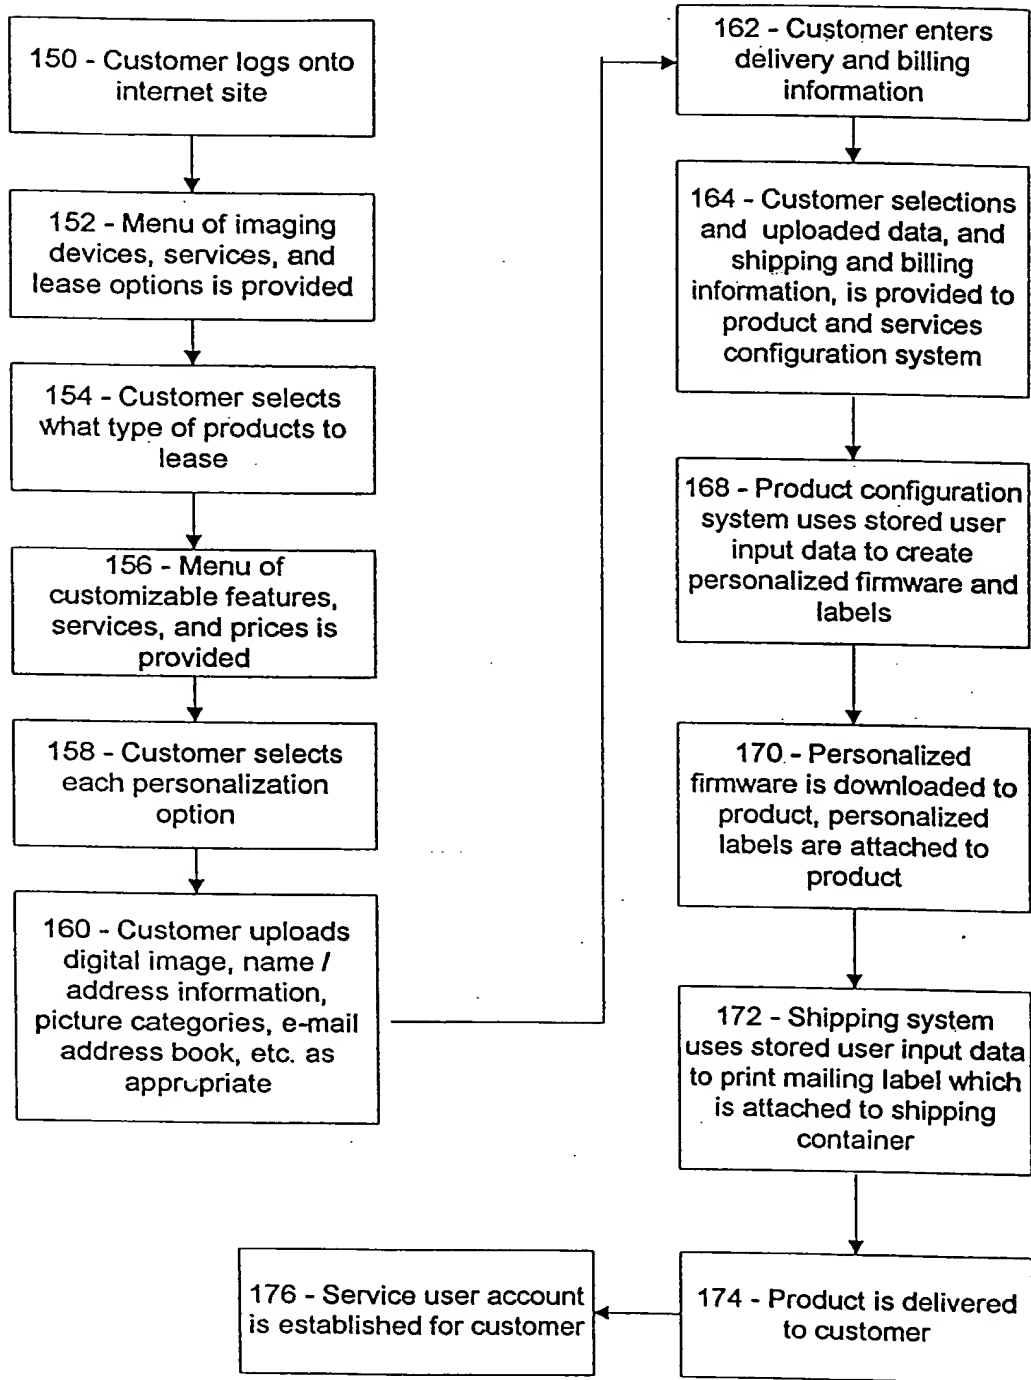 150 - Customer logs onto
internet site
152 - Menu of imaging
devices, services, and
lease options is provided
154 - Customer selects
what type of products to
lease
156 - Menu of
customizable features,
services, and prices is
provided
158 - Customer selects
each personalization
option
160 - Customer uploads
digital image, name /
address information,
picture categories, e-mail
address book, etc. as
appropriate
162 - Customer enters
delivery and billing
information
164 - Customer selections
and uploaded data, and
shipping and billing
information, is provided to
product and services
configuration system
168 - Product configuration
system uses stored user
input data to create
personalized firmware and
labels
170 - Personalized
firmware is downloaded to
product, personalized
labels are attached to
product
172 - Shipping system
uses stored user input data
to print mailing label which
is attached to shipping
container
174 - Product is delivered
to customer
176 - Service user account
is established for customer